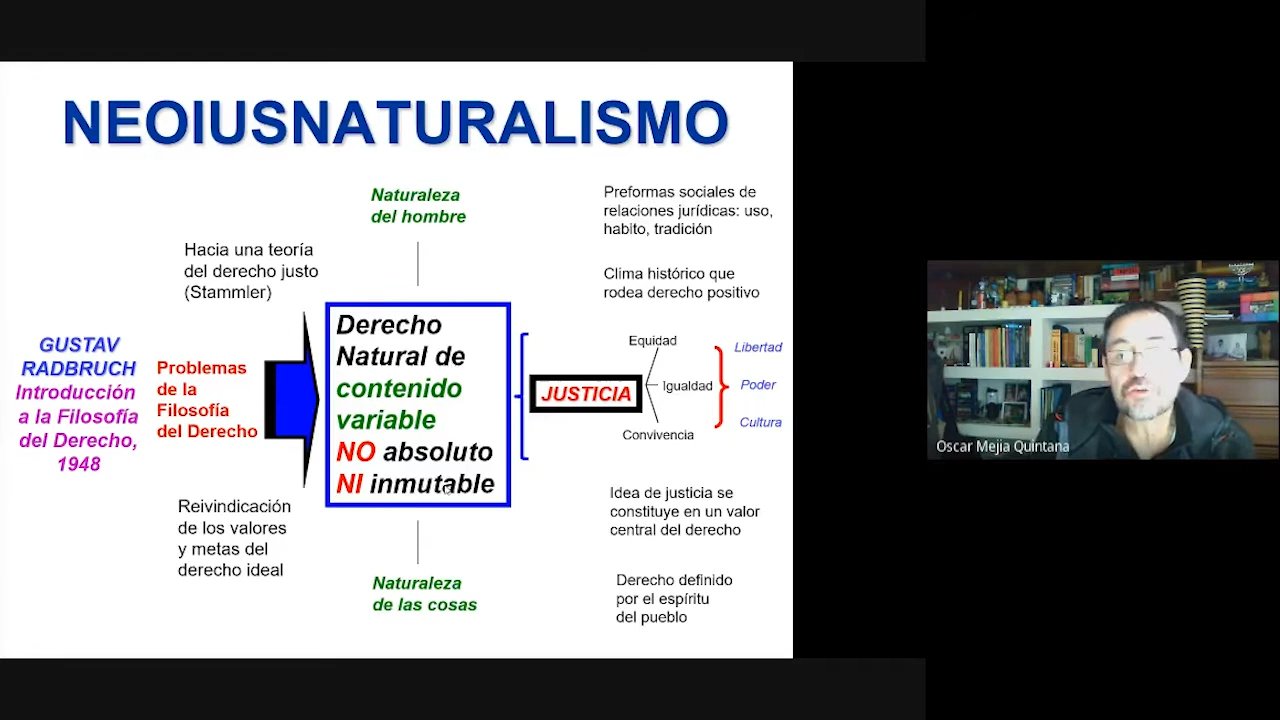 NEOIUSNATURALISMO
Naturaleza
del hombre
Preformas sociales de
relaciones jurídicas: uso,
habito, tradición
Hacia una teoría
del derecho justo
(Stammler)
Clima histórico que
rodea derecho positivo
GUSTAV
RADBRUCH
Introducción
a la Filosofía
del Derecho,
1948
Problemas
de la
Filosofía
del Derecho
Derecho
Natural de
contenido
variable
NO absoluto
NI inmutable
JUSTICIA
Equidad
Igualdad
Convivencia
Libertad
Poder
Cultura
Reivindicación
de los valores
y metas del
derecho ideal
Naturaleza
de las cosas
Idea de justicia se
constituye en un valor
central del derecho
Derecho definido
por el espíritu
del pueblo
Oscar Mejia Quintana